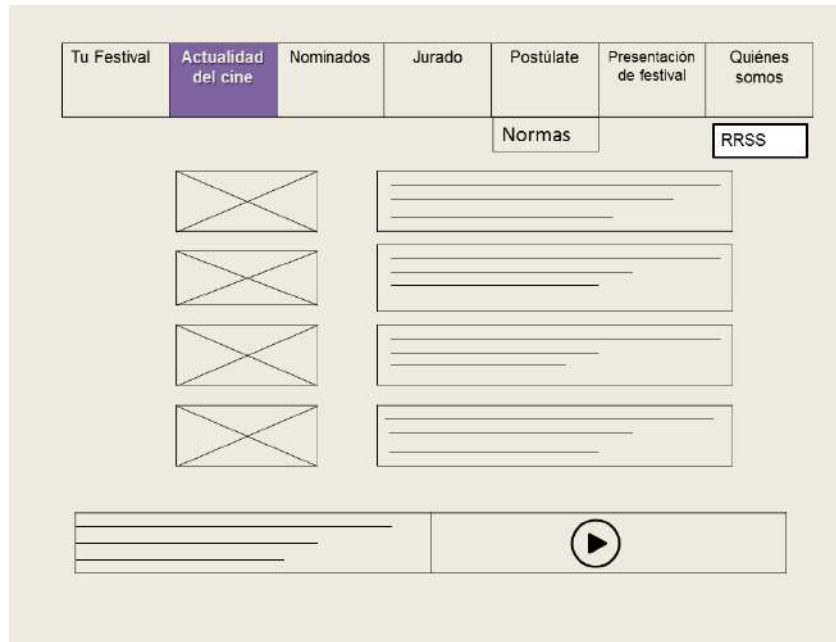 Tu Festival
Actualidad
del cine
Nominados
Jurado
Postúlate
Presentación
de festival
Quiénes
somos
Normas
RRSS